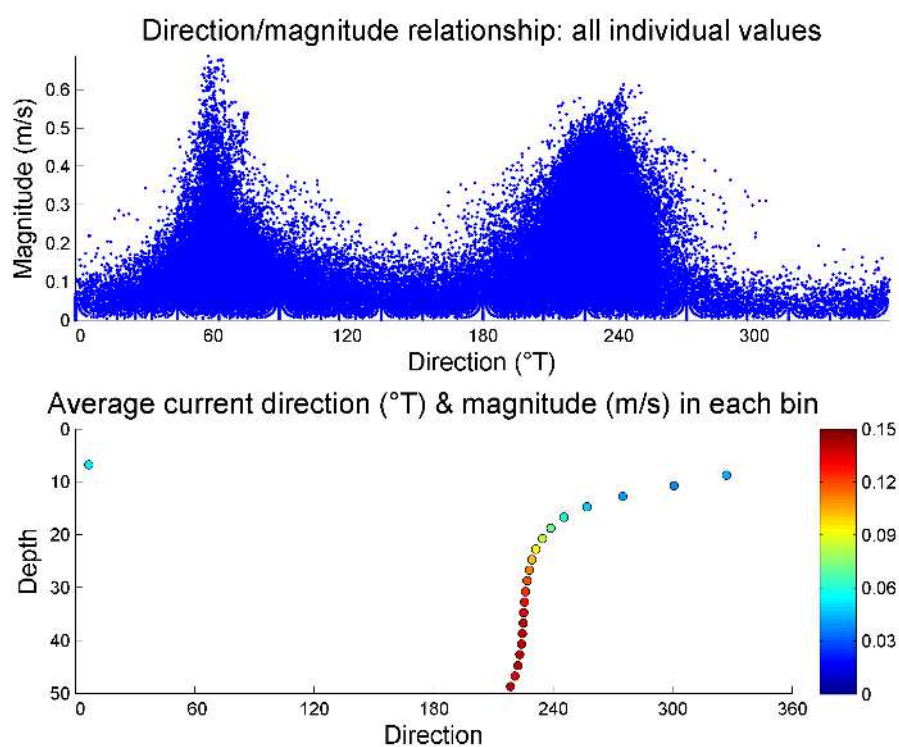 Direction/magnitude relationship: all individual values
Magnitude (m/s)
0.6
0.5
0.4
0.3
0.2
0.1
0
0 60 120 180 240 300
Direction (°T)
Average current direction (°T) & magnitude (m/s) in each bin
Depth
0
10
20
30
40
50
0 60 120 180 240 300 360
Direction
0.15
0.12
0.09
0.06
0.03
0